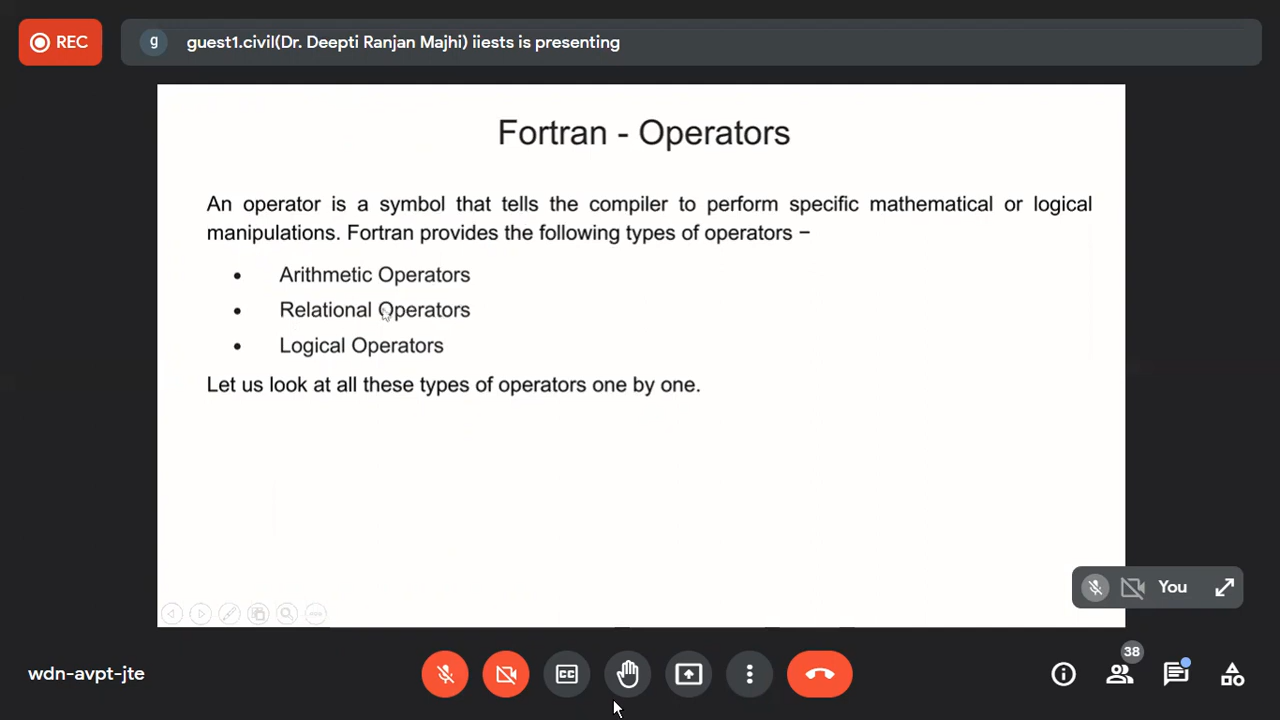 REC
g
guest1.civil(Dr. Deepti Ranjan Majhi) iiests is presenting
Fortran - Operators
An operator is a symbol that tells the compiler to perform specific mathematical or logical
manipulations. Fortran provides the following types of operators −
• Arithmetic Operators
• Relational Operators
• Logical Operators
Let us look at all these types of operators one by one.
You
wdn-avpt-jte
CC
38